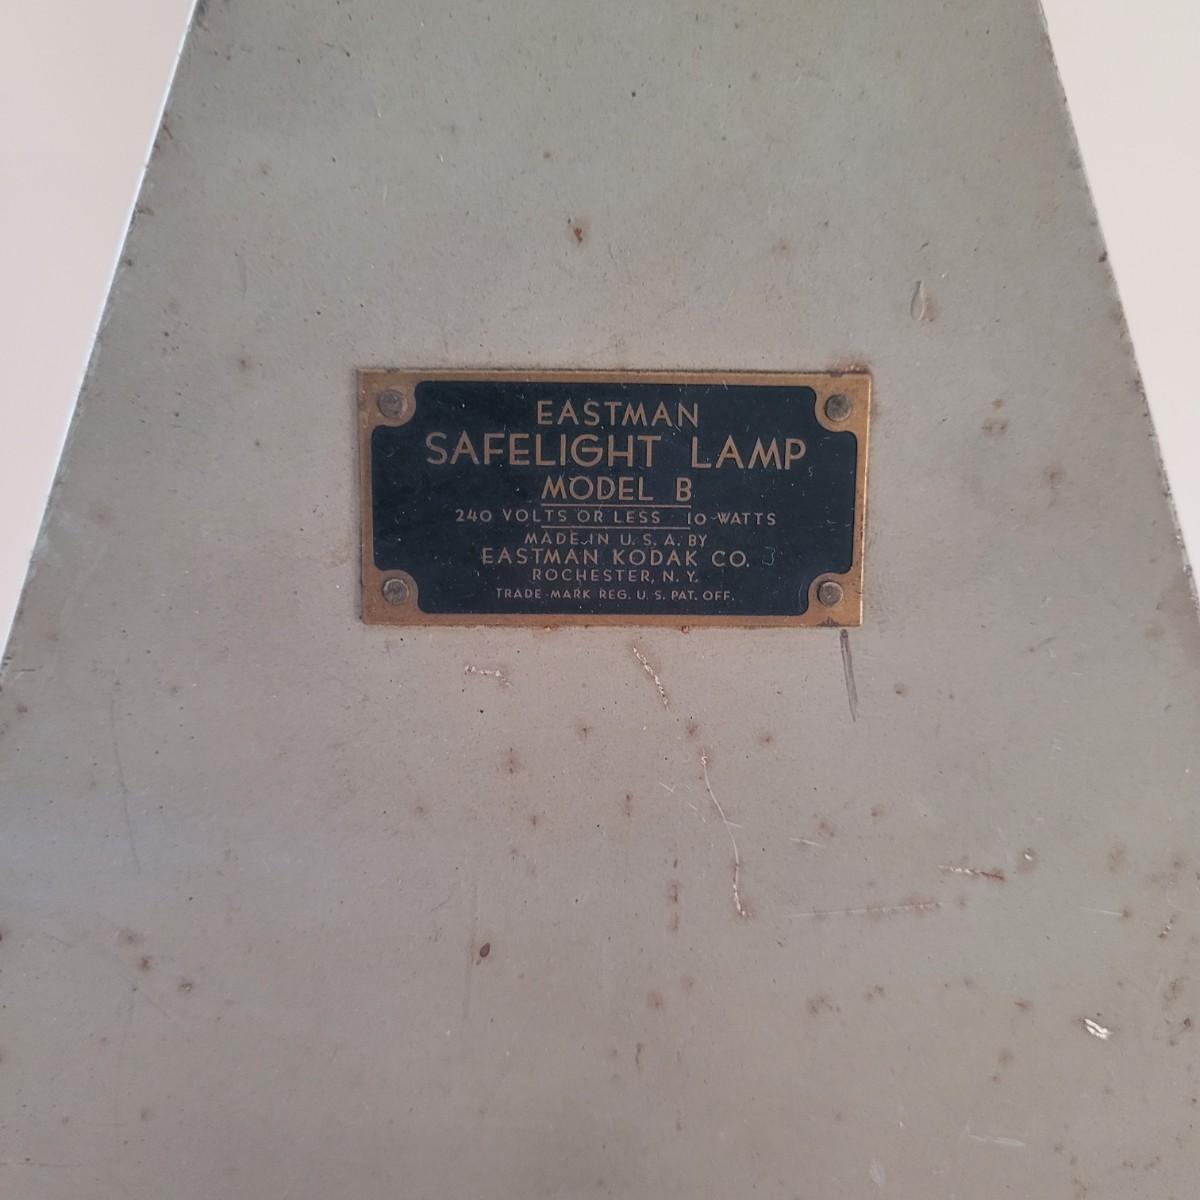 EASTMAN
SAFELIGHT LAMP
MODEL B
240 VOLTS OR LESS 10 WATTS
MADE IN U. S. A. BY
EASTMAN KODAK CO. 3
ROCHESTER, N. Y.
TRADE MARK REG. U. S. PAT. OFF.